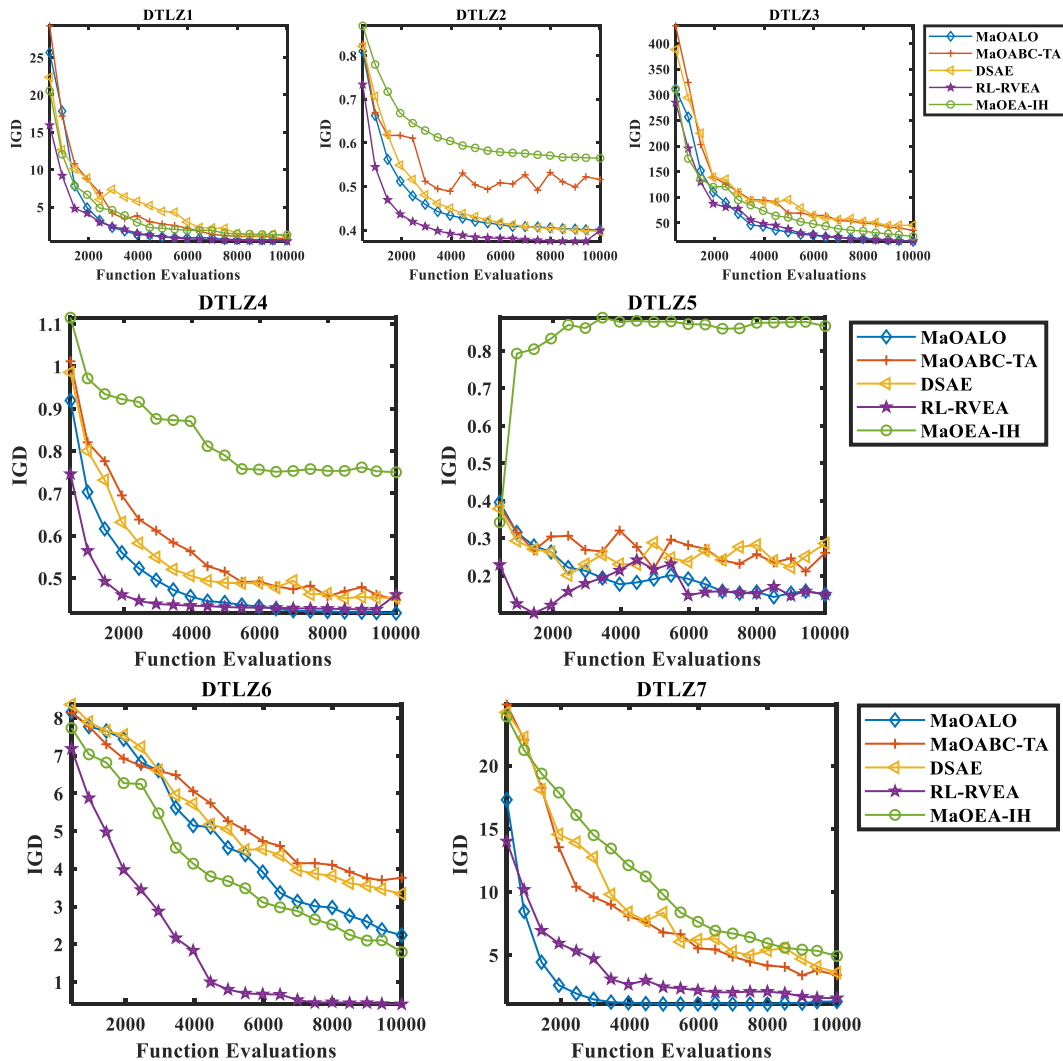 DTLZ1
25
20
15
10
5
IGD
2000 4000 6000 8000 10000
Function Evaluations
DTLZ2
0.8
0.7
0.6
0.5
0.4
IGD
2000 4000 6000 8000 10000
Function Evaluations
DTLZ3
400
350
300
250
200
150
100
50
IGD
2000 4000 6000 8000 10000
Function Evaluations
MaOALO
MaOABC-TA
DSAE
RL-RVEA
MaOEA-IH
DTLZ4
1.1
1
0.9
0.8
0.7
0.6
0.5
IGD
2000 4000 6000 8000 10000
Function Evaluations
DTLZ5
0.8
0.6
0.5
0.4
0.3
0.2
IGD
2000 4000 6000 8000 10000
Function Evaluations
MaOALO
MaOABC-TA
DSAE
RL-RVEA
MaOEA-IH
DTLZ6
8
7
6
5
4
3
2
1
IGD
2000 4000 6000 8000 10000
Function Evaluations
DTLZ7
20
15
10
5
IGD
2000 4000 6000 8000 10000
Function Evaluations
MaOALO
MaOABC-TA
DSAE
RL-RVEA
MaOEA-IH